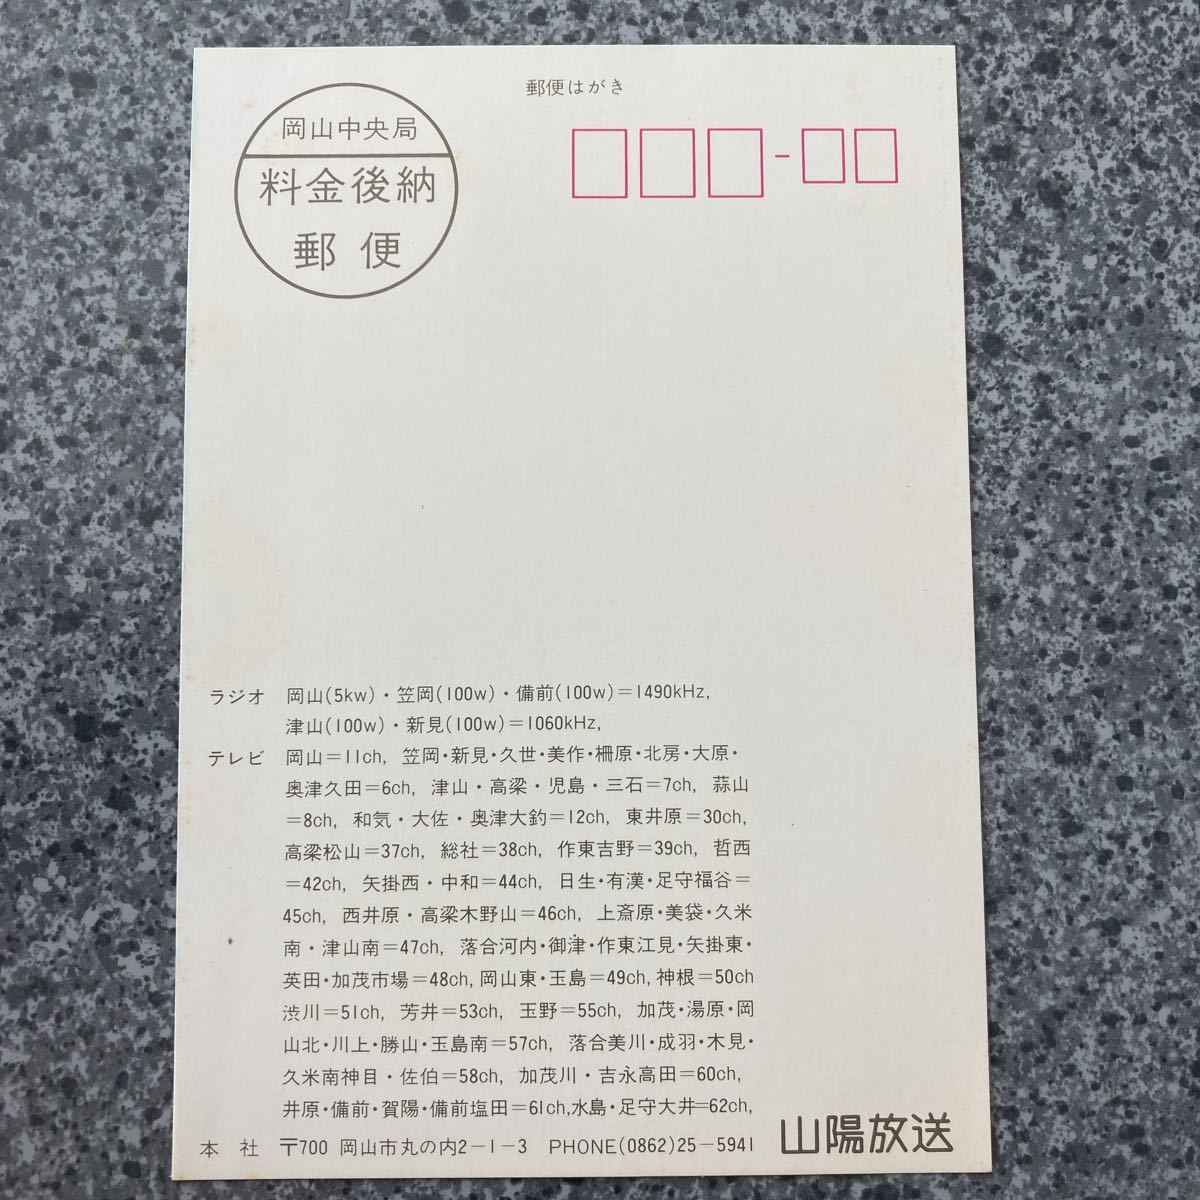 郵便はがき
岡山中央局
料金後納
郵便
ラジオ 岡山(5kw)・笠岡(100w)・備前(100w)=1490kHz,
津山(100w)・新見(100w)=1060kHz,
テレビ 岡山=11ch, 笠岡・新見・久世・美作・柵原・北房・大原・
奥津久田=6ch, 津山・高梁・児島・三石=7ch, 蒜山
=8ch, 和気・大佐・奥津大釣=12ch, 東井原=30ch,
高梁松山=37ch, 総社=38ch, 作東吉野=39ch, 哲西
=42ch, 矢掛西・中和=44ch, 日生・有漢・足守福谷=
45ch, 西井原・高梁木野山=46ch, 上斎原・美袋・久米
南・津山南=47ch, 落合河内・御津・作東江見・矢掛東・
英田・加茂市場=48ch, 岡山東・玉島=49ch, 神根=50ch
渋川=51ch, 芳井=53ch, 玉野=55ch, 加茂・湯原・岡
山北・川上・勝山・玉島南=57ch, 落合美川・成羽・木見・
久米南神目・佐伯=58ch, 加茂川・吉永高田=60ch,
井原・備前・賀陽・備前塩田=61ch,水島・足守大井=62ch,
本社 〒700 岡山市丸の内2-1-3 PHONE(0862)25-5941
山陽放送